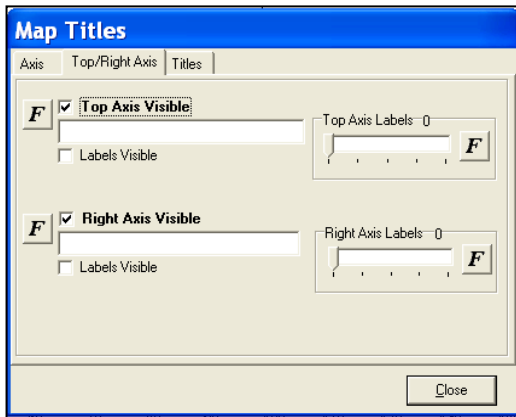 Map Titles
Axis Top/Right Axis Titles
F Top Axis Visible
Top Axis Labels 0
F
Labels Visible
F Right Axis Visible
Right Axis Labels 0
F
Labels Visible
Close